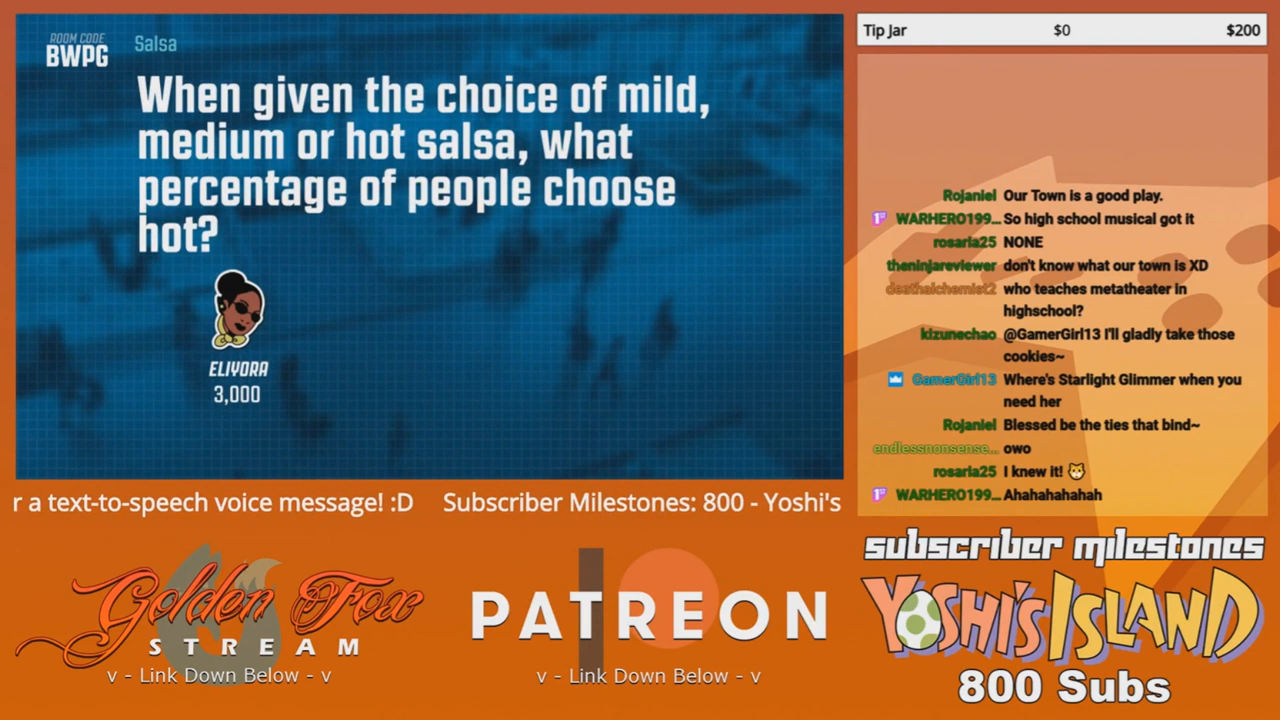 ROOM CODE
BWPG
Salsa
When given the choice of mild,
medium or hot salsa, what
percentage of people choose
hot?
ELIYORA
3,000
r a text-to-speech voice message! :D Subscriber Milestones: 800 - Yoshi's
Tip Jar $0 $200
Rojaniel Our Town is a good play.
WARHERO199... So high school musical got it
rosaria25 NONE
theninjareviewer don't know what our town is XD
deathalchemist2 who teaches metatheater in
highschool?
kizunechao @GamerGirl13 I'll gladly take those
cookies~
GamerGirl13 Where's Starlight Glimmer when you
need her
Rojaniel Blessed be the ties that bind~
endlessnonsense... owo
rosaria25 I knew it! 🐱
WARHERO199... Ahahahahahah
Golden Fox
STREAM
v - Link Down Below - v
PATREON
v - Link Down Below - v
subscriber milestones
YOSHI'S ISLAND
800 Subs